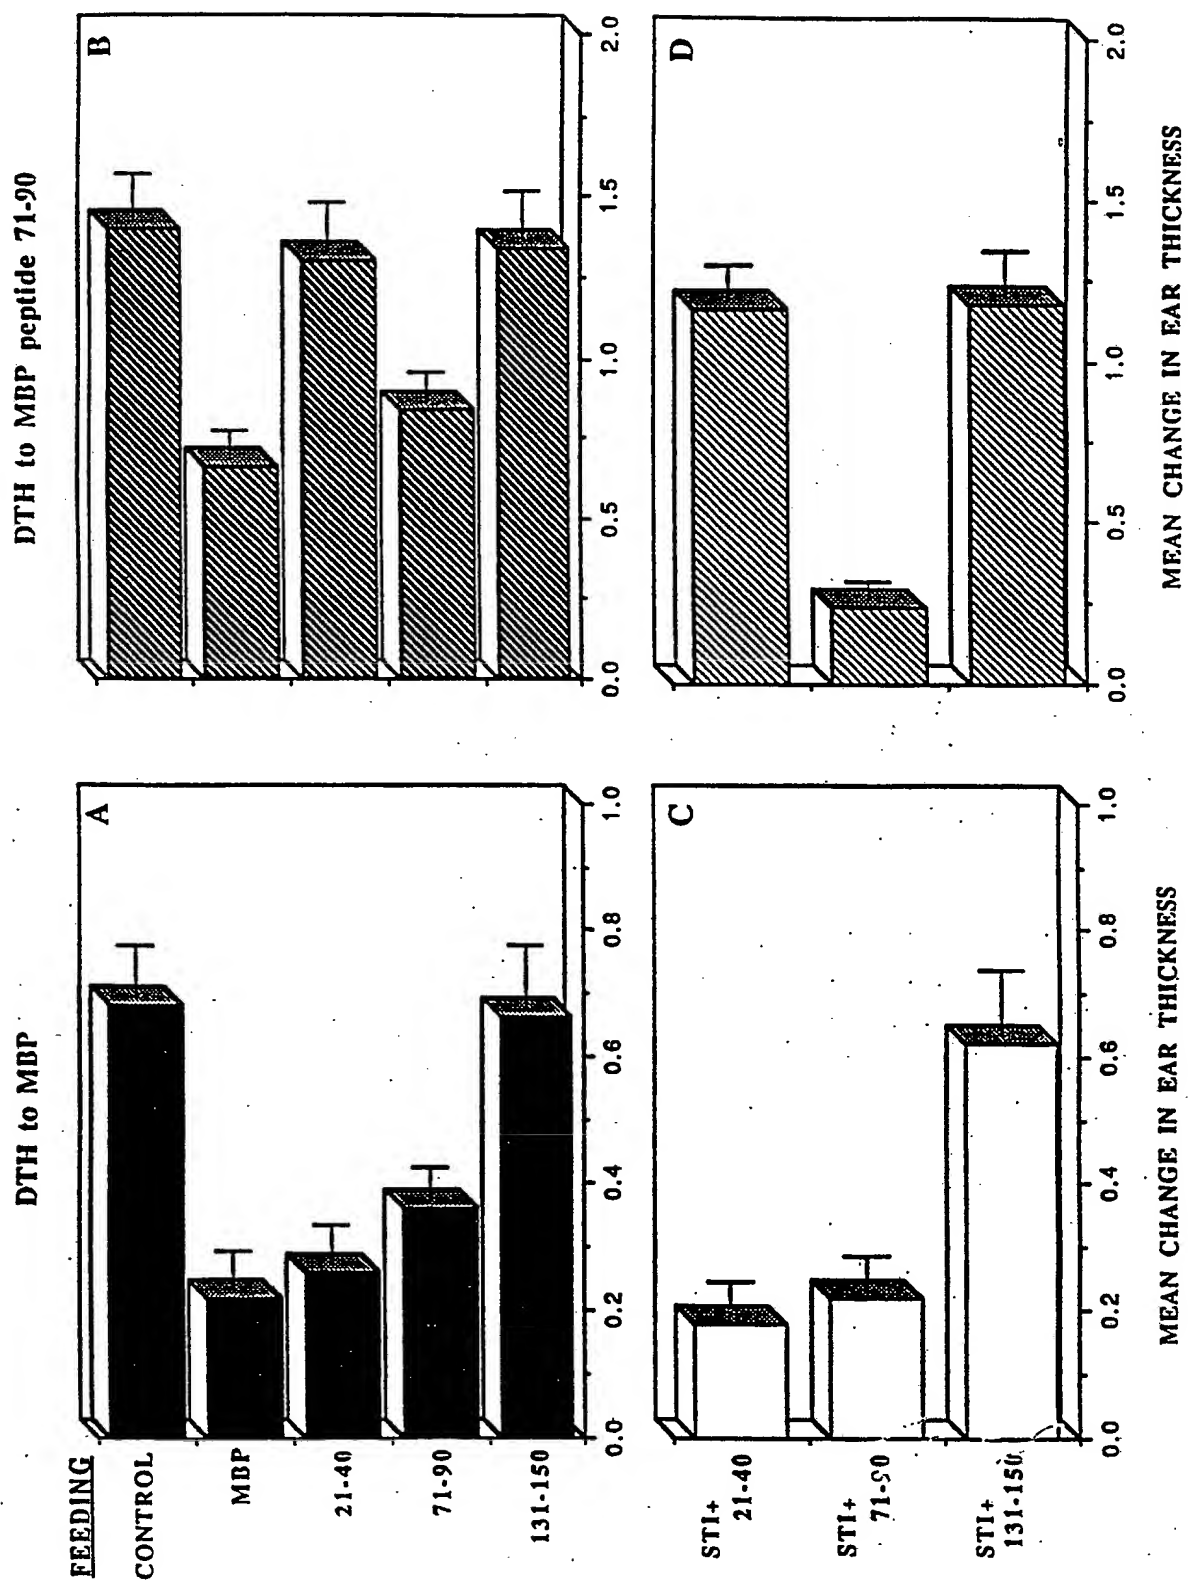 DTH to MBP
DTH to MBP peptide 71-90
FEEDING
CONTROL
MBP
21-40
71-90
131-150
A
0.0 0.2 0.4 0.6 0.8 1.0
B
0.0 0.5 1.0 1.5 2.0
STI+
21-40
STI+
71-90
STI+
131-150
C
0.0 0.2 0.4 0.6 0.8 1.0
MEAN CHANGE IN EAR THICKNESS
D
0.0 0.5 1.0 1.5 2.0
MEAN CHANGE IN EAR THICKNESS